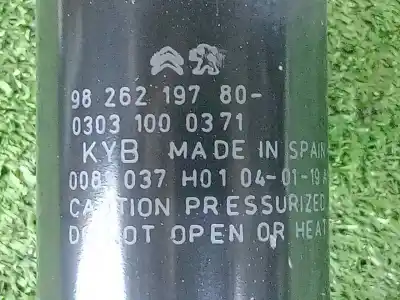 98 262 197 80-
0303 100 0371
KYB MADE IN SPAIN
008 037 H01 04-01-19 A
CAUTION PRESSURIZED
DO NOT OPEN OR HEAT